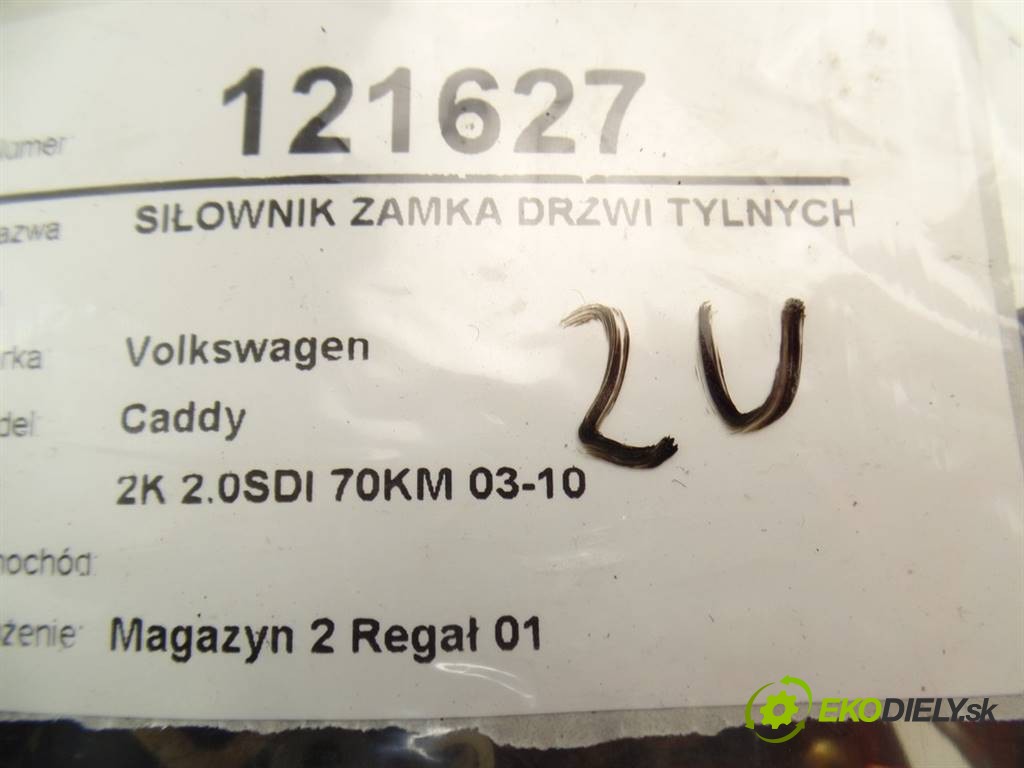 121627
umer
azwa SIŁOWNIK ZAMKA DRZWI TYLNYCH
rka Volkswagen
del: Caddy
2K 2.0SDI 70KM 03-10
2U
ochód:
żenie: Magazyn 2 Regał 01
EKODIELY.sk